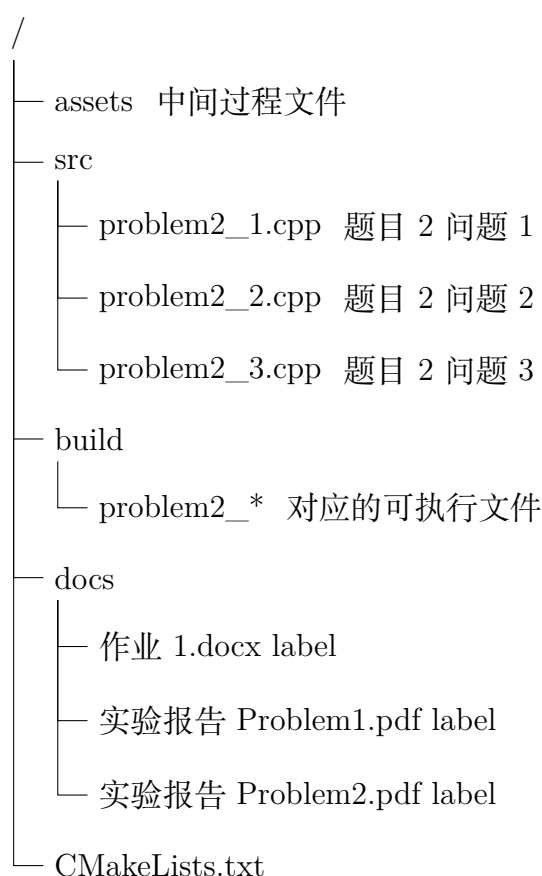 /
assets 中间过程文件
src
problem2_1.cpp 题目 2 问题 1
problem2_2.cpp 题目 2 问题 2
problem2_3.cpp 题目 2 问题 3
build
problem2_* 对应的可执行文件
docs
作业 1.docx label
实验报告 Problem1.pdf label
实验报告 Problem2.pdf label
CMakeLists.txt